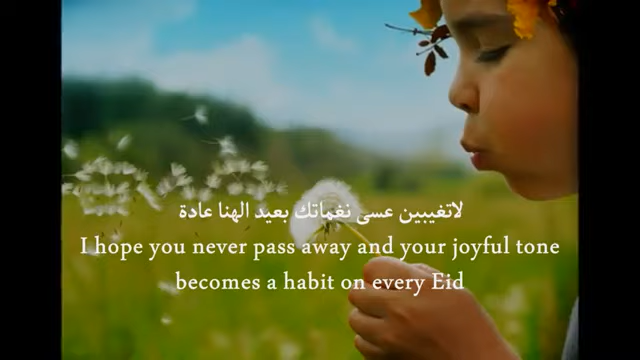 لاتغيبين عسى نغماتك بعيد الهنا عادة
I hope you never pass away and your joyful tone
becomes a habit on every Eid